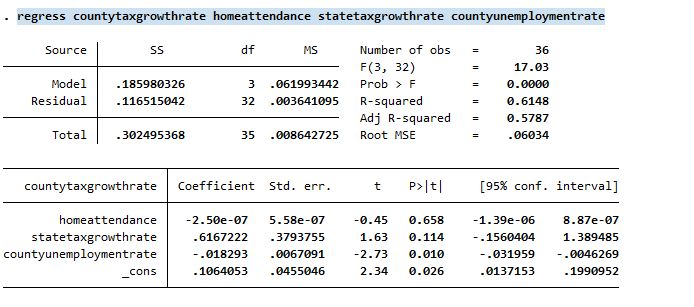 . regress countytaxgrowthrate homeattendance statetaxgrowthrate countyunemploymentrate
Source SS df MS Number of obs = 36
F(3, 32) = 17.03
Model .185980326 3 .061993442 Prob > F = 0.0000
Residual .116515042 32 .003641095 R-squared = 0.6148
Adj R-squared = 0.5787
Total .302495368 35 .008642725 Root MSE = .06034
countytaxgrowthrate Coefficient Std. err. t P>|t| [95% conf. interval]
homeattendance -2.50e-07 5.58e-07 -0.45 0.658 -1.39e-06 8.87e-07
statetaxgrowthrate .6167222 .3793755 1.63 0.114 -.1560404 1.389485
countyunemploymentrate -.018293 .0067091 -2.73 0.010 -.031959 -.0046269
_cons .1064053 .0455046 2.34 0.026 .0137153 .1990952